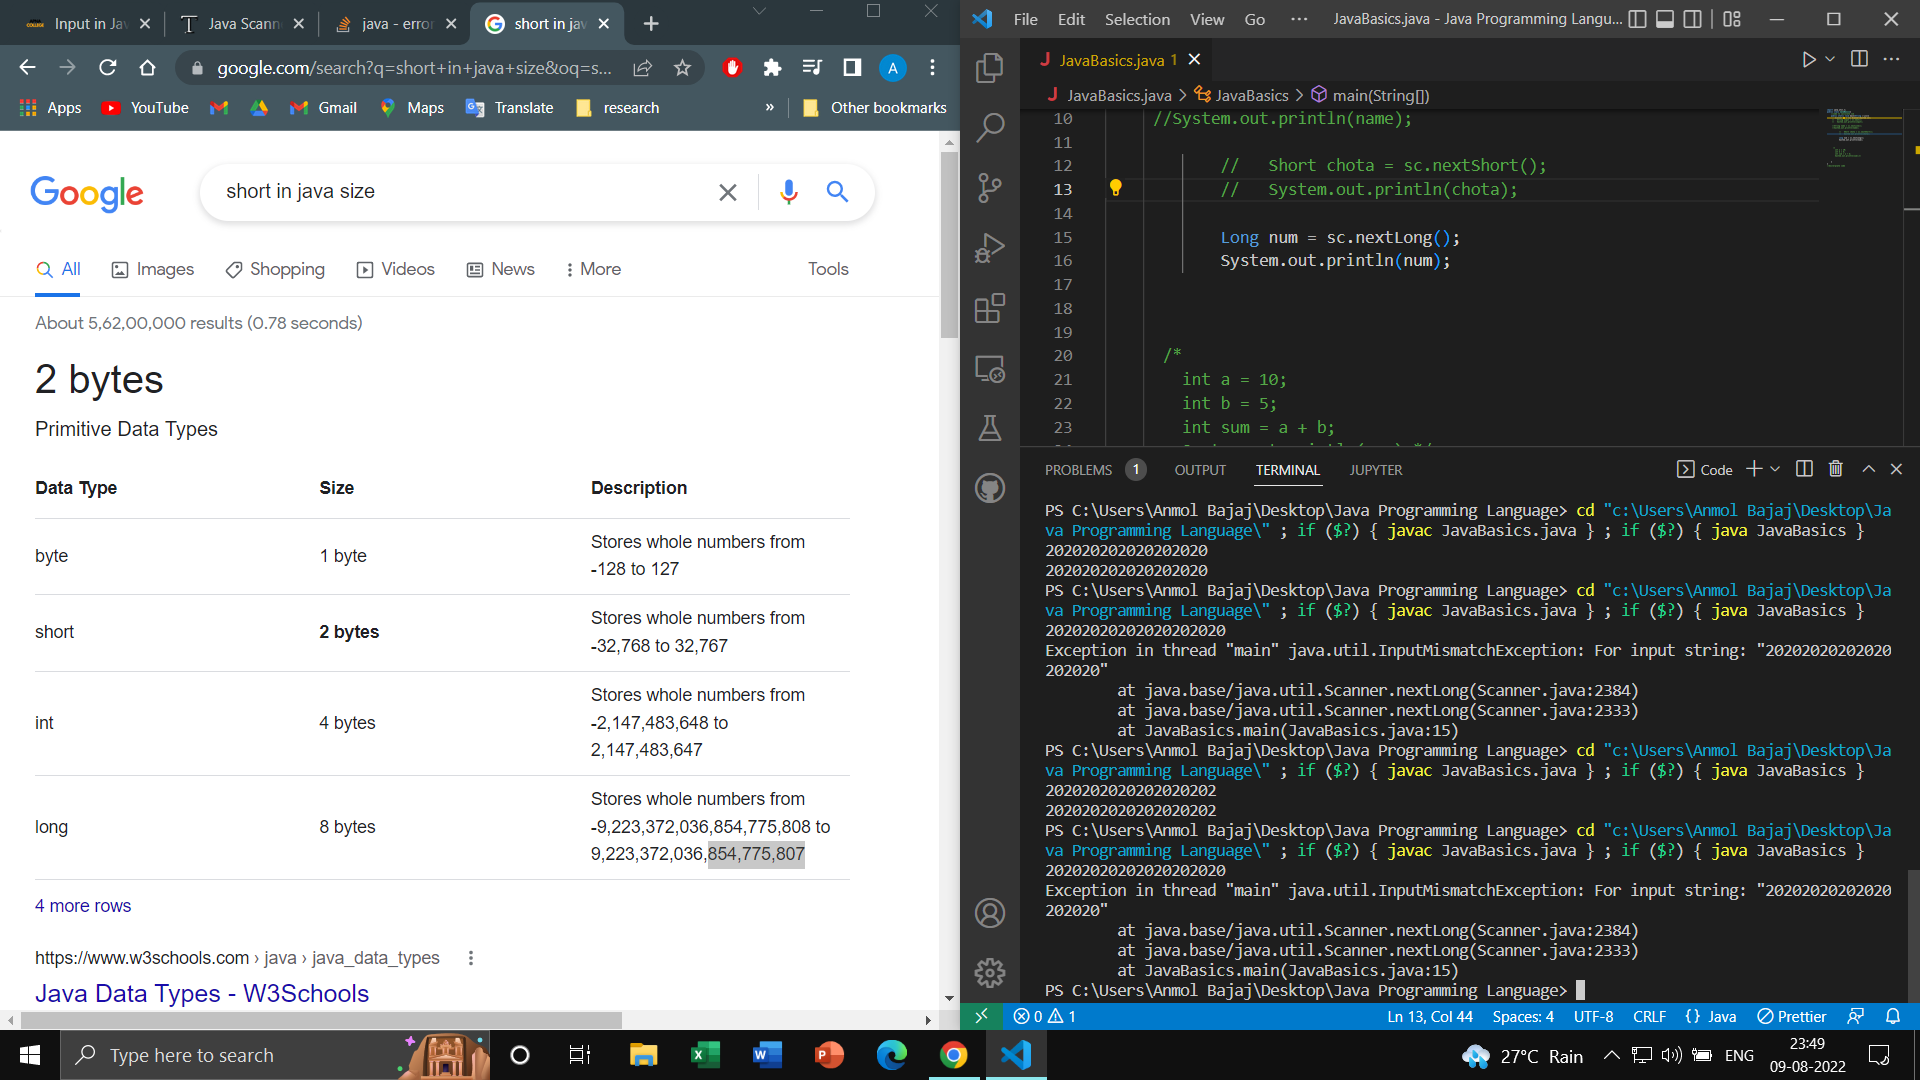 Input in Ja
Java Scann
java - error
short in jav
google.com/search?q=short+in+java+size&oq=s...
A
Apps
YouTube
Gmail
Maps
Translate
research
»
Other bookmarks
Google
short in java size
All
Images
Shopping
Videos
News
More
Tools
About 5,62,00,000 results (0.78 seconds)
2 bytes
Primitive Data Types
Data Type Size Description
byte 1 byte Stores whole numbers from
-128 to 127
short 2 bytes Stores whole numbers from
-32,768 to 32,767
int 4 bytes Stores whole numbers from
-2,147,483,648 to
2,147,483,647
long 8 bytes Stores whole numbers from
-9,223,372,036,854,775,808 to
9,223,372,036,854,775,807
4 more rows
https://www.w3schools.com › java › java_data_types
Java Data Types - W3Schools
File Edit Selection View Go ··· JavaBasics.java - Java Programming Langu...
J JavaBasics.java 1
J JavaBasics.java > JavaBasics > main(String[])
10 //System.out.println(name);
11
12 // Short chota = sc.nextShort();
13 // System.out.println(chota);
14
15 Long num = sc.nextLong();
16 System.out.println(num);
17
18
19
20 /*
21 int a = 10;
22 int b = 5;
23 int sum = a + b;
PROBLEMS 1 OUTPUT TERMINAL JUPYTER Code
PS C:\Users\Anmol Bajaj\Desktop\Java Programming Language> cd "c:\Users\Anmol Bajaj\Desktop\Ja
va Programming Language\" ; if ($?) { javac JavaBasics.java } ; if ($?) { java JavaBasics }
202020202020202020
202020202020202020
PS C:\Users\Anmol Bajaj\Desktop\Java Programming Language> cd "c:\Users\Anmol Bajaj\Desktop\Ja
va Programming Language\" ; if ($?) { javac JavaBasics.java } ; if ($?) { java JavaBasics }
20202020202020202020
Exception in thread "main" java.util.InputMismatchException: For input string: "20202020202020
202020"
at java.base/java.util.Scanner.nextLong(Scanner.java:2384)
at java.base/java.util.Scanner.nextLong(Scanner.java:2333)
at JavaBasics.main(JavaBasics.java:15)
PS C:\Users\Anmol Bajaj\Desktop\Java Programming Language> cd "c:\Users\Anmol Bajaj\Desktop\Ja
va Programming Language\" ; if ($?) { javac JavaBasics.java } ; if ($?) { java JavaBasics }
2020202020202020202
2020202020202020202
PS C:\Users\Anmol Bajaj\Desktop\Java Programming Language> cd "c:\Users\Anmol Bajaj\Desktop\Ja
va Programming Language\" ; if ($?) { javac JavaBasics.java } ; if ($?) { java JavaBasics }
20202020202020202020
Exception in thread "main" java.util.InputMismatchException: For input string: "20202020202020
202020"
at java.base/java.util.Scanner.nextLong(Scanner.java:2384)
at java.base/java.util.Scanner.nextLong(Scanner.java:2333)
at JavaBasics.main(JavaBasics.java:15)
PS C:\Users\Anmol Bajaj\Desktop\Java Programming Language>
0 1 Ln 13, Col 44 Spaces: 4 UTF-8 CRLF {} Java Prettier
Type here to search
27°C Rain
ENG
23:49
09-08-2022